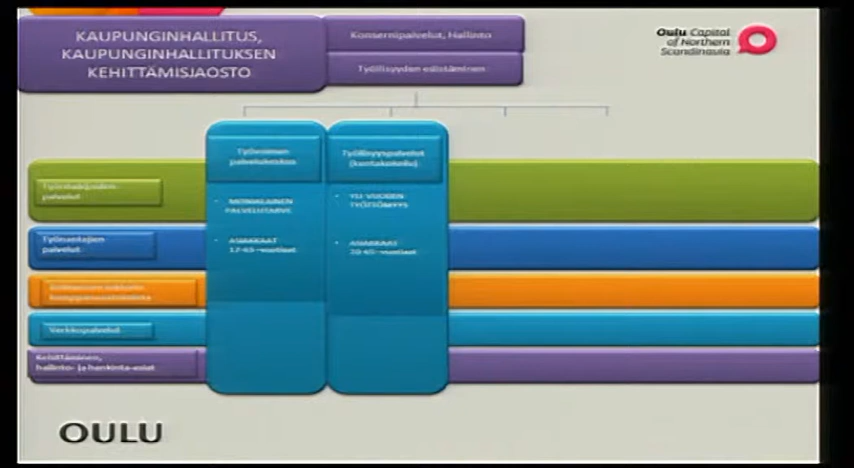 KAUPUNGINHALLITUS,
KAUPUNGINHALLITUKSEN
KEHITTÄMISJAOSTO
Konsernipalvelut, Hallinto
Työllisyyden edistäminen
Oulu Capital
of Northern
Scandinavia
Työvoiman
palvelukeskus
Työllisyyspalvelut
(kuntakokeilu)
MONIALAINEN
PALVELUTARVE
YLI VUODEN
TYÖTTÖMYYS
ASIAKKAAT
17-65-vuotiaat
ASIAKKAAT
20-65-vuotiaat
Työnhakijoiden
palvelut
Työnantajien
palvelut
Verkkopalvelut
Kehittäminen,
hallinto- ja hankinta-asiat
OULU